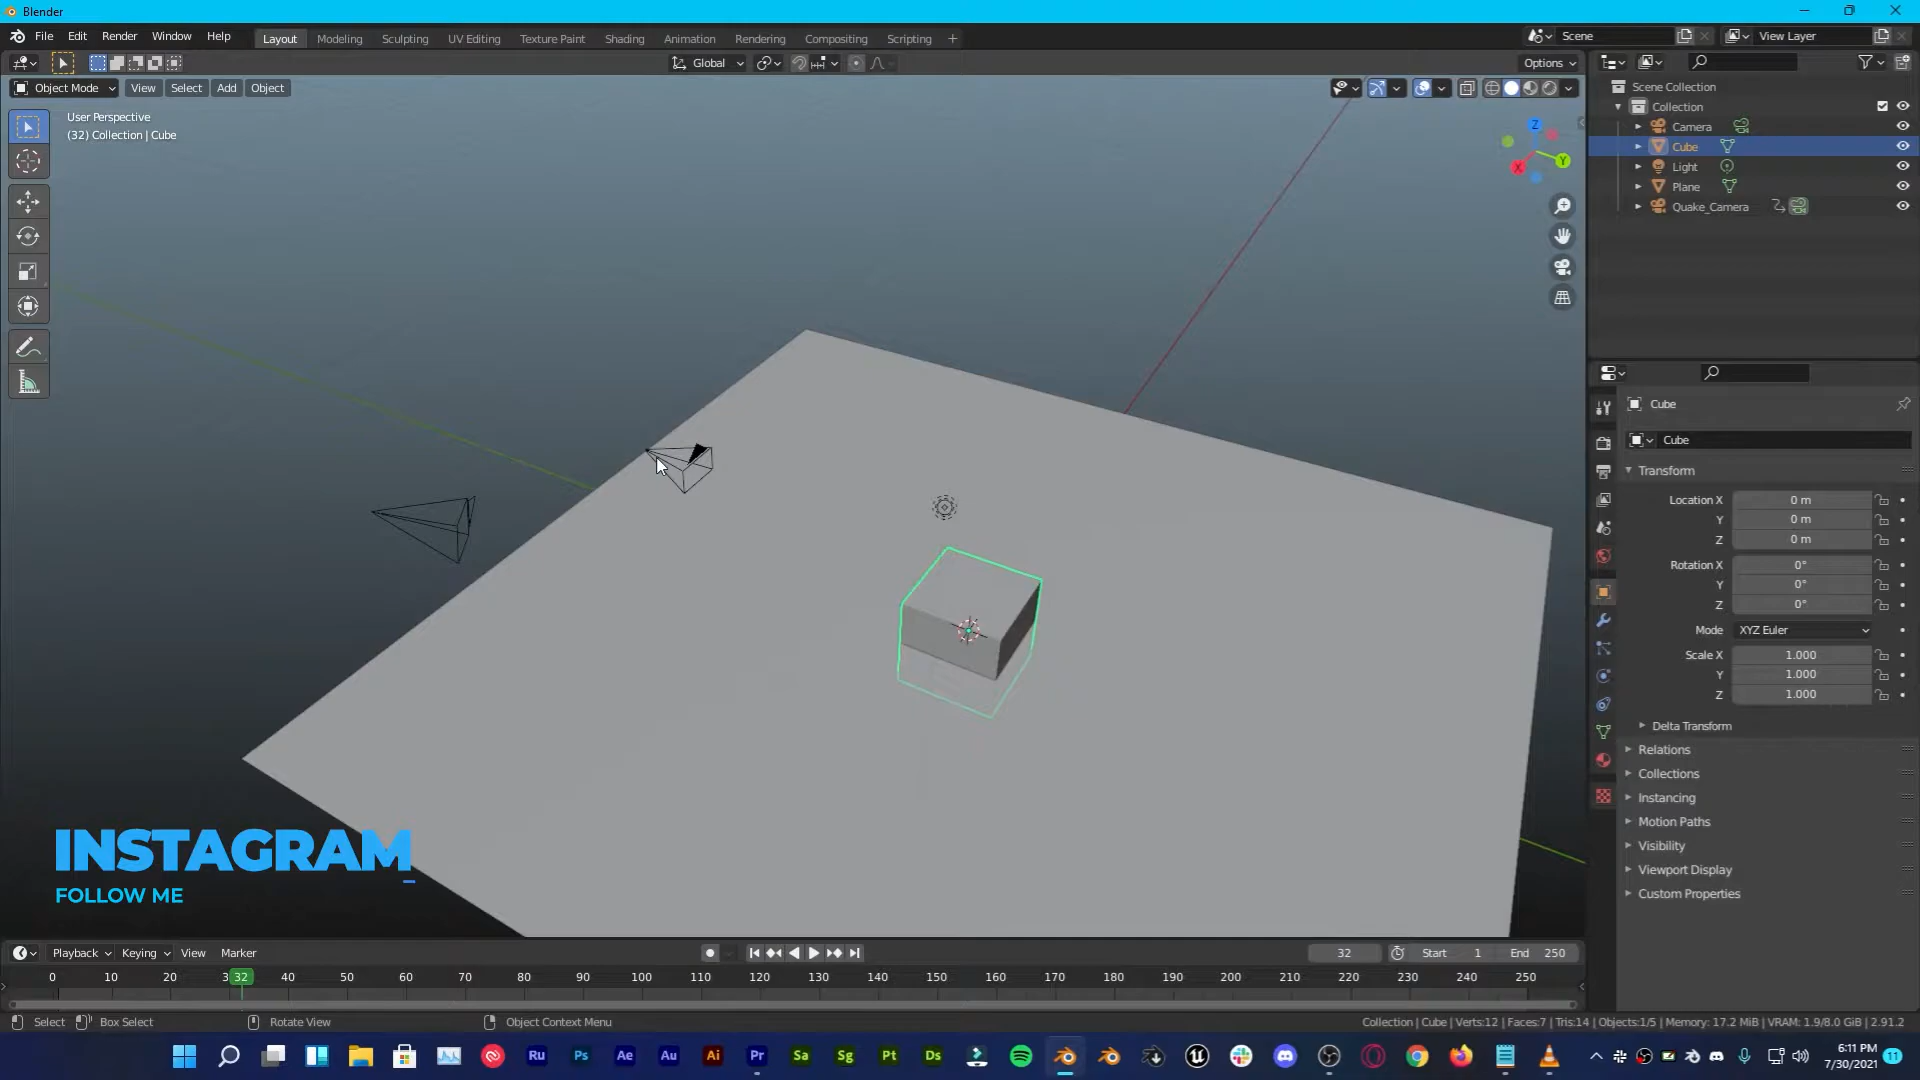 Blender
File Edit Render Window Help
Layout Modeling Sculpting UV Editing Texture Paint Shading Animation Rendering Compositing Scripting +
Scene
View Layer
Global
Options
Object Mode View Select Add Object
User Perspective
(32) Collection | Cube
Z
Y
X
Scene Collection
Collection
Camera
Cube
Light
Plane
Quake_Camera
Cube
Cube
Transform
Location X 0 m
Y 0 m
Z 0 m
Rotation X 0°
Y 0°
Z 0°
Mode XYZ Euler
Scale X 1.000
Y 1.000
Z 1.000
Delta Transform
Relations
Collections
Instancing
Motion Paths
Visibility
Viewport Display
Custom Properties
INSTAGRAM_
FOLLOW ME
Playback Keying View Marker
32 Start 1 End 250
0 10 20 3 32 40 50 60 70 80 90 100 110 120 130 140 150 160 170 180 190 200 210 220 230 240 250
Select Box Select Rotate View Object Context Menu
Collection | Cube | Verts:12 | Faces:7 | Tris:14 | Objects:1/5 | Memory: 17.2 MiB | VRAM: 1.9/8.0 GiB | 2.91.2
Ru Ps Ae Au Ai Pr Sa Sg Pt Ds
6:11 PM
7/30/2021
11